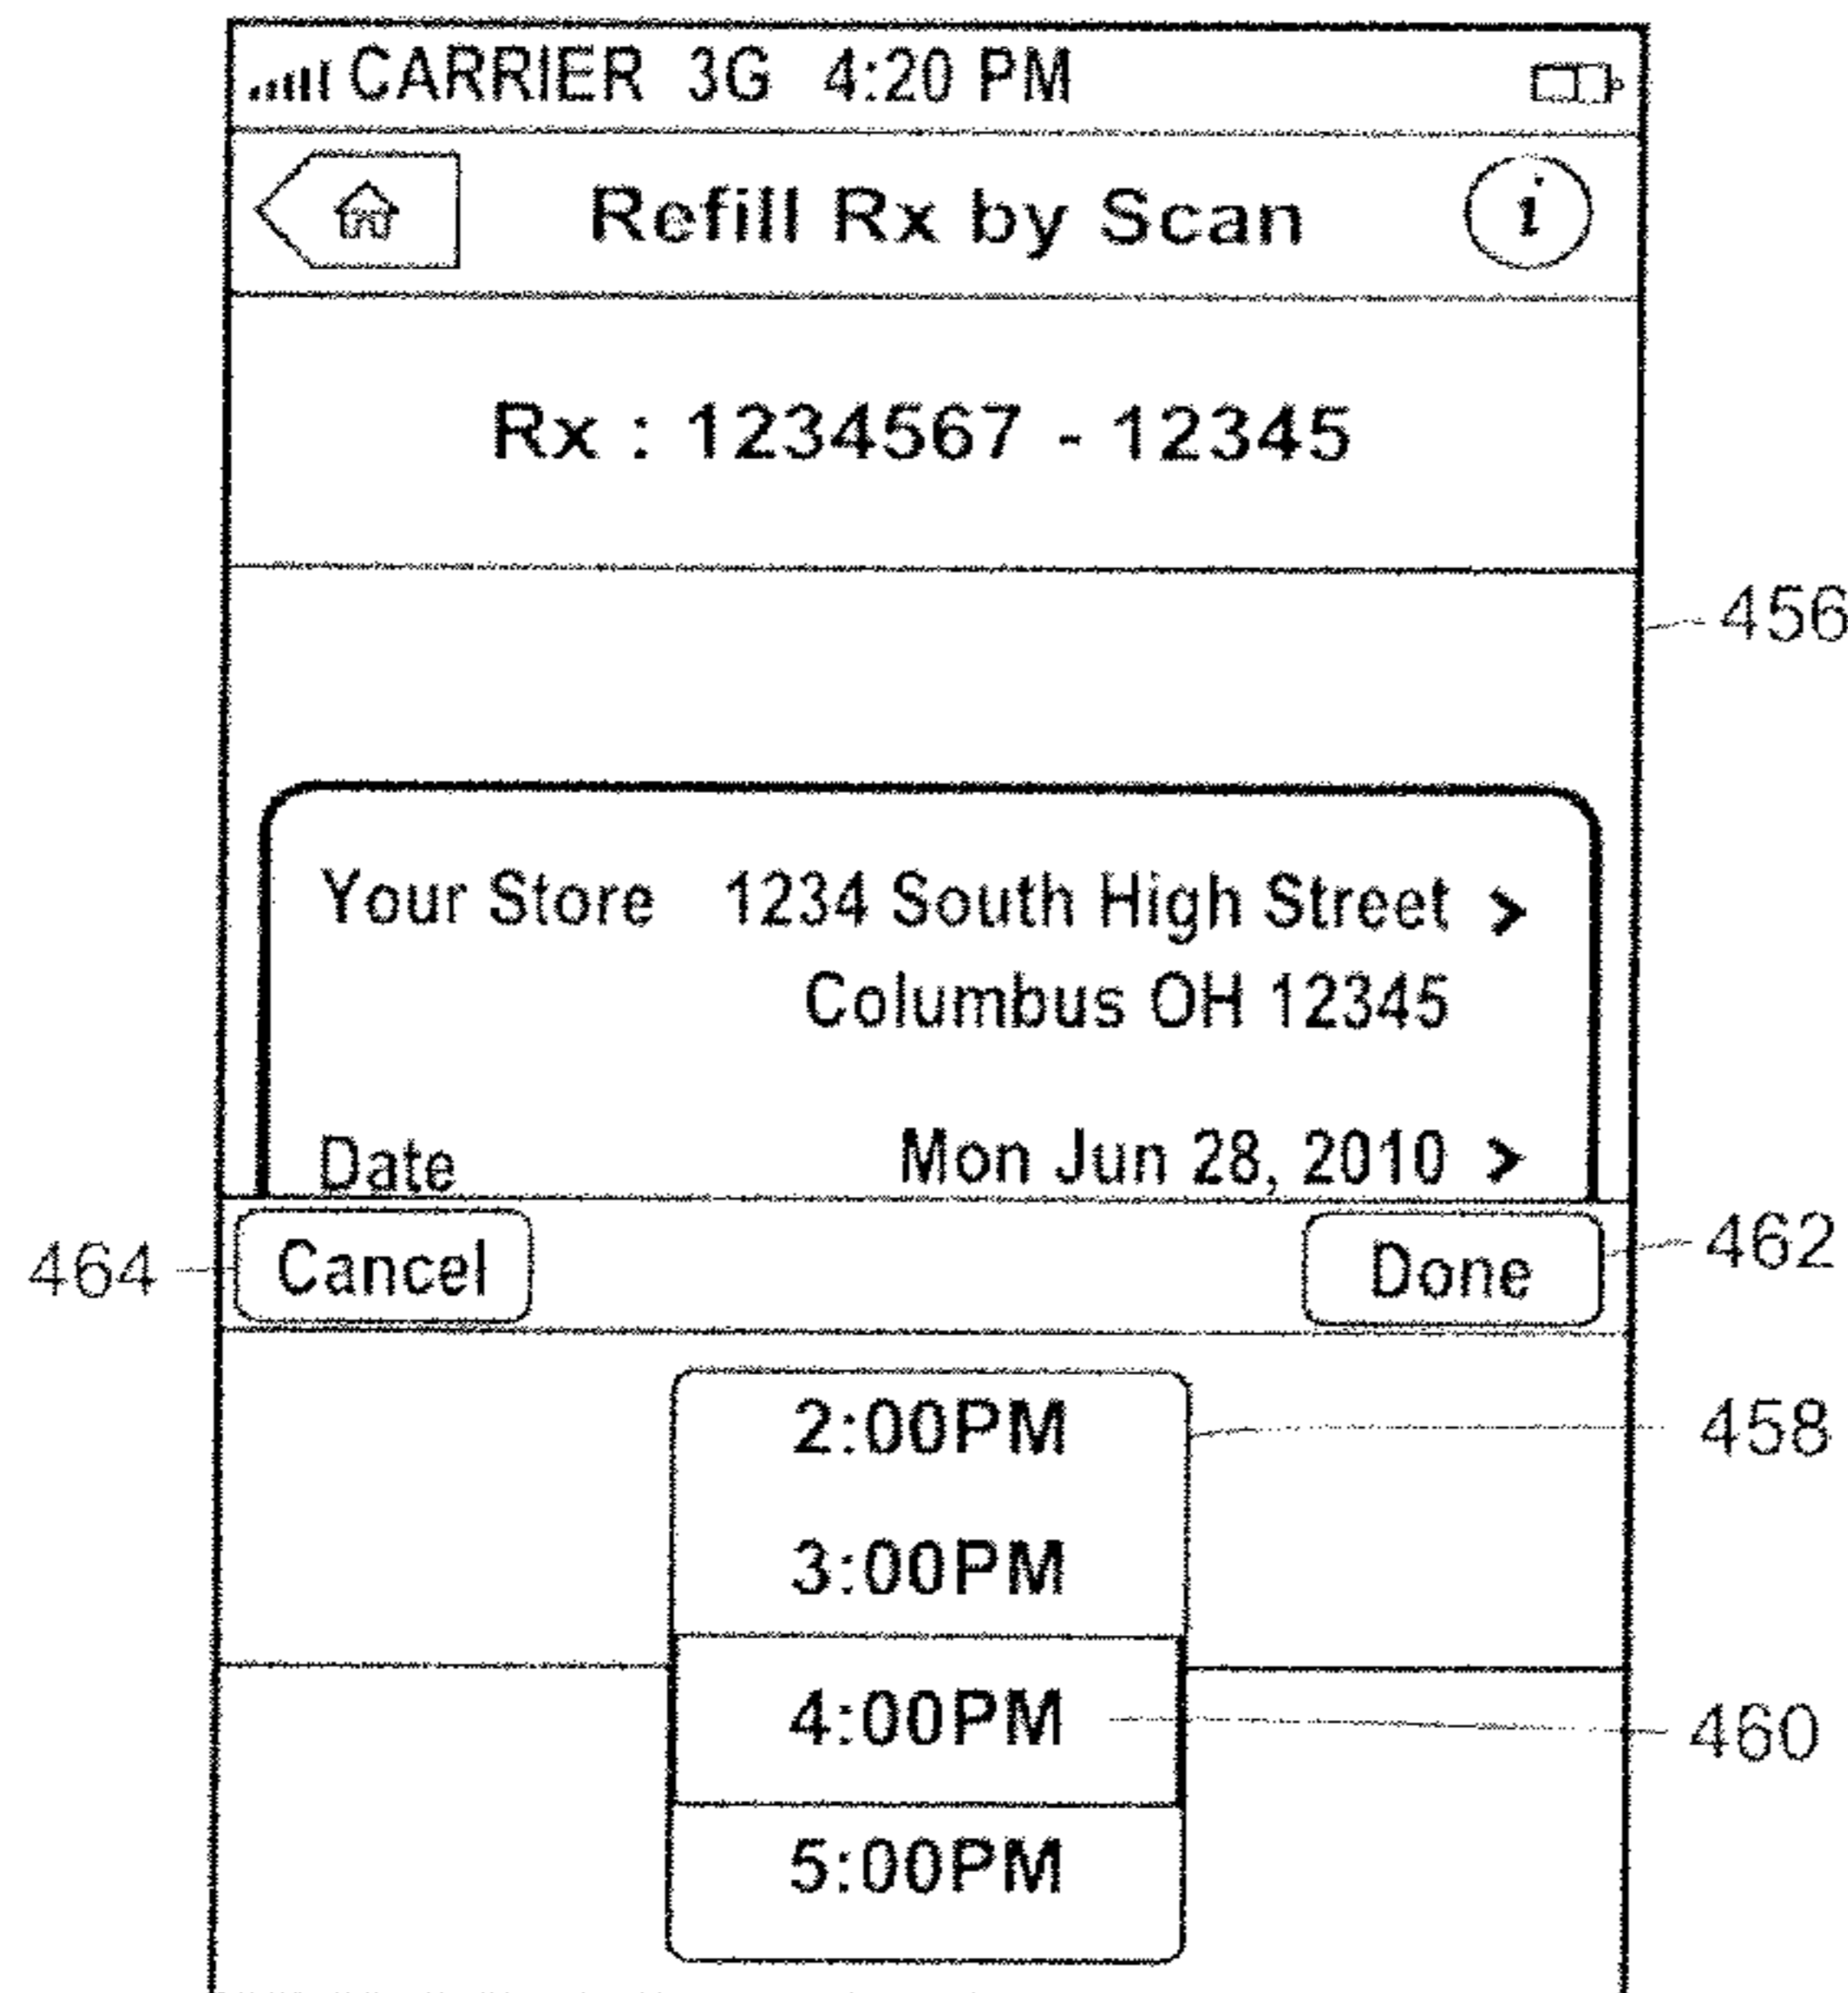 CARRIER 3G 4:20 PM
Refill Rx by Scan i
Rx : 1234567 - 12345
456
Your Store 1234 South High Street >
Columbus OH 12345
Date Mon Jun 28, 2010 >
464 Cancel Done 462
2:00PM 458
3:00PM
4:00PM 460
5:00PM